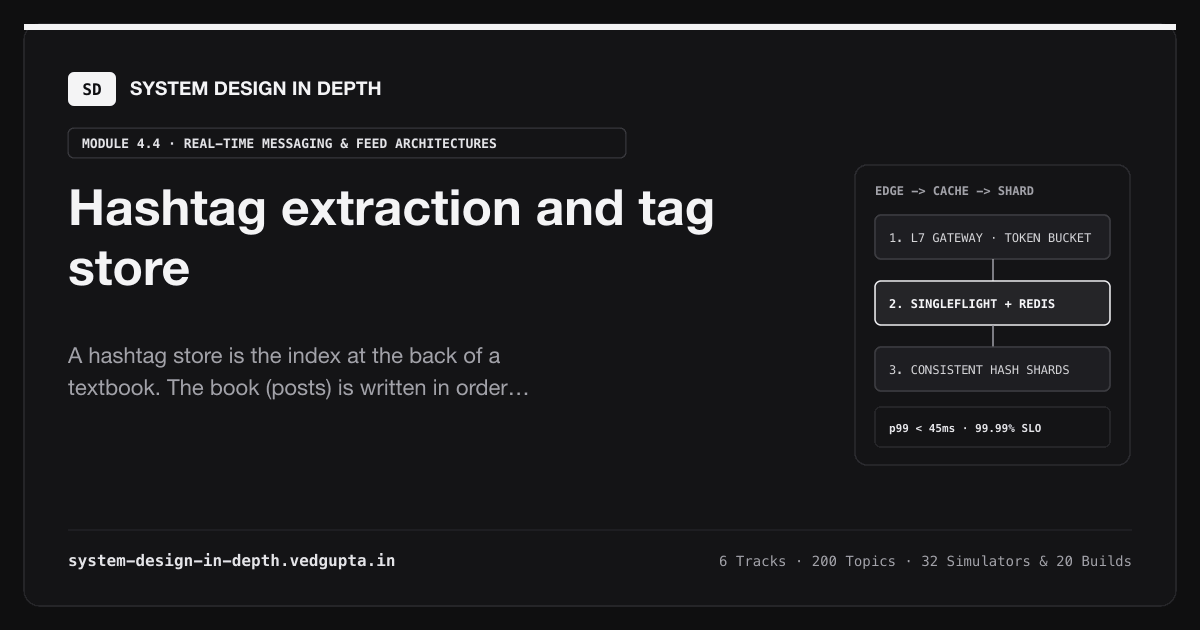 SD SYSTEM DESIGN IN DEPTH
MODULE 4.4 · REAL-TIME MESSAGING & FEED ARCHITECTURES
Hashtag extraction and tag
store
A hashtag store is the index at the back of a
textbook. The book (posts) is written in order…
EDGE -> CACHE -> SHARD
1. L7 GATEWAY · TOKEN BUCKET
2. SINGLEFLIGHT + REDIS
3. CONSISTENT HASH SHARDS
p99 < 45ms · 99.99% SLO
system-design-in-depth.vedgupta.in
6 Tracks · 200 Topics · 32 Simulators & 20 Builds